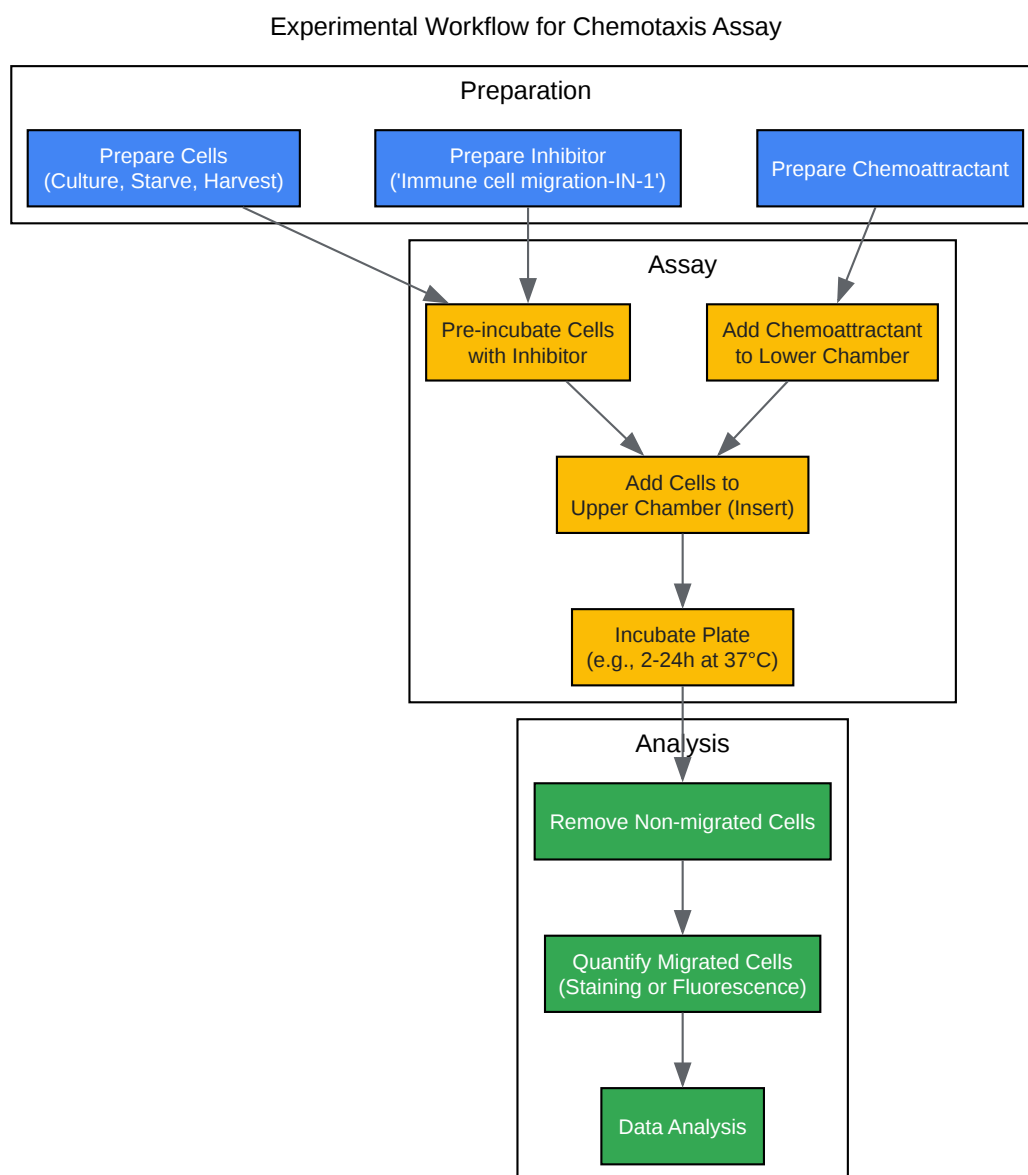 Experimental Workflow for Chemotaxis Assay
Preparation
Prepare Cells
(Culture, Starve, Harvest)
Prepare Inhibitor
('Immune cell migration-IN-1')
Prepare Chemoattractant
Assay
Pre-incubate Cells
with Inhibitor
Add Chemoattractant
to Lower Chamber
Add Cells to
Upper Chamber (Insert)
Incubate Plate
(e.g., 2-24h at 37°C)
Analysis
Remove Non-migrated Cells
Quantify Migrated Cells
(Staining or Fluorescence)
Data Analysis